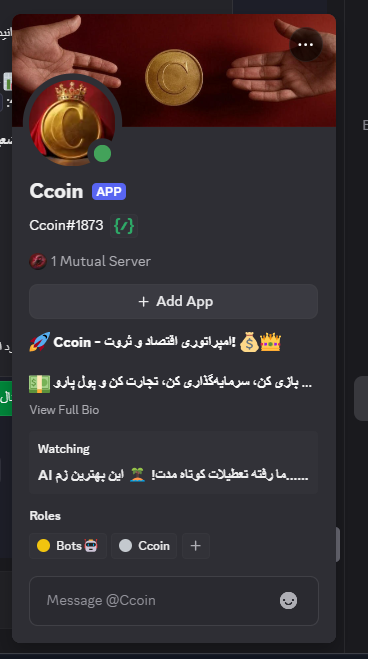 Ccoin APP
Ccoin#1873
1 Mutual Server
+ Add App
🚀 Ccoin - امپراتوری اقتصاد و ثروت! 💰👑
💵 بازی کن، سرمایه‌گذاری کن، تجارت کن و پول پارو ...
View Full Bio
Watching
AI ما رفته تعطیلات کوتاه مدت! 🏝️ این بهترین زم......
Roles
Bots🤖 Ccoin +
Message @Ccoin